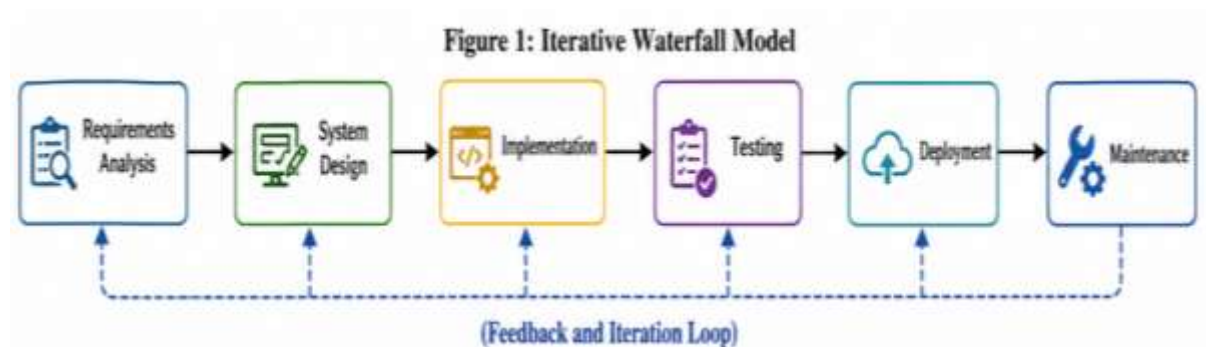 Figure 1: Iterative Waterfall Model
Requirements
Analysis
System
Design
Implementation
Testing
Deployment
Maintenance
(Feedback and Iteration Loop)